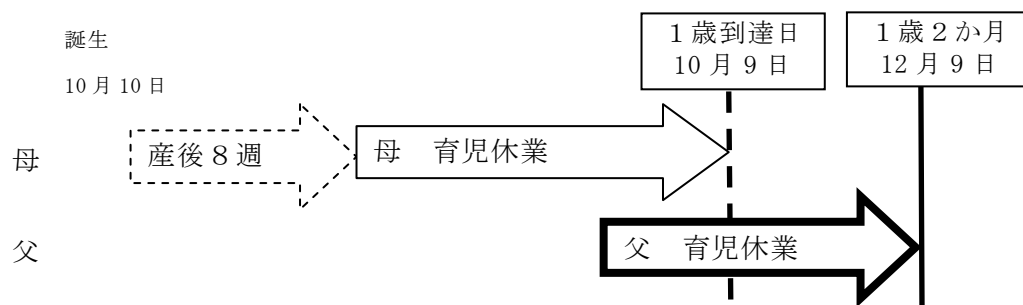 誕生
10月10日
1歳到達日
10月9日
1歳2か月
12月9日
母
産後8週
母　育児休業
父
父　育児休業